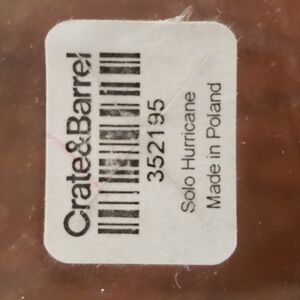 Crate&Barrel
352195
Solo Hurricane
Made in Poland